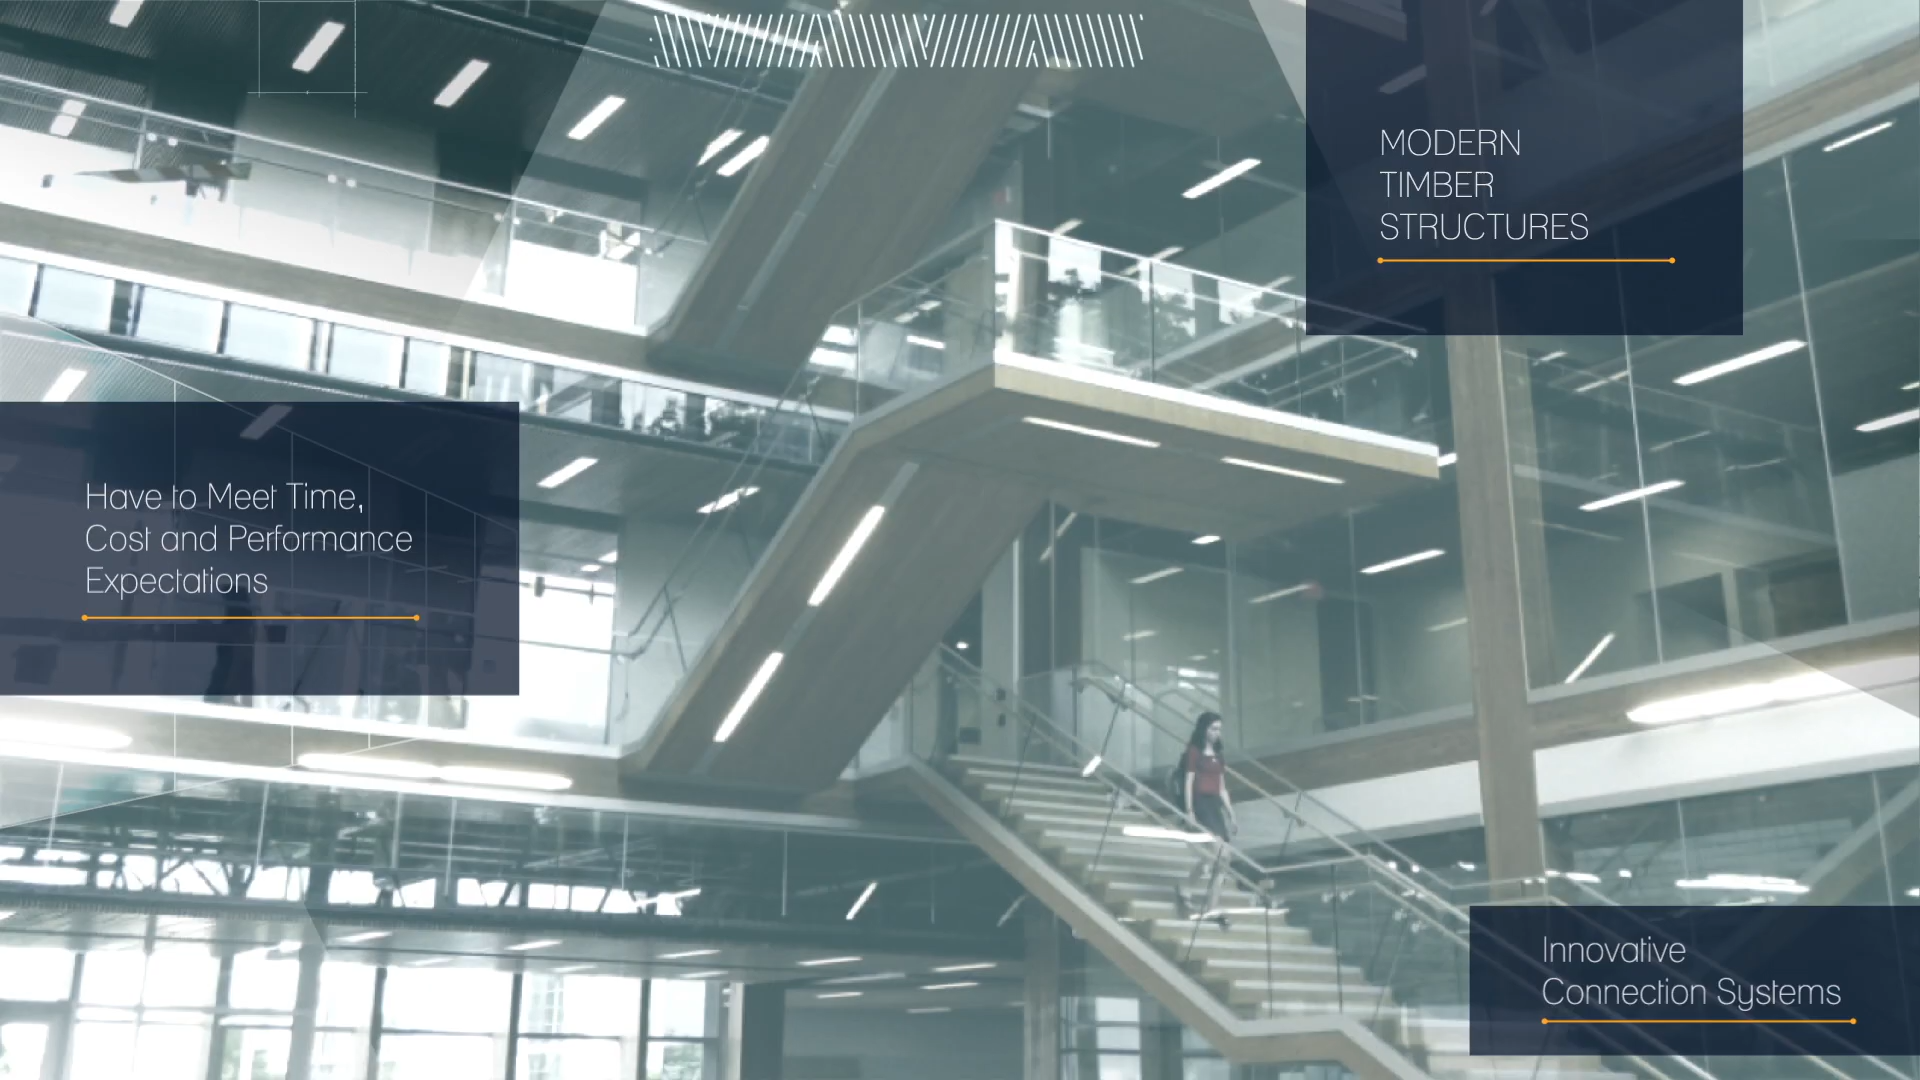 MODERN
TIMBER
STRUCTURES
Have to Meet Time,
Cost and Performance
Expectations
Innovative
Connection Systems